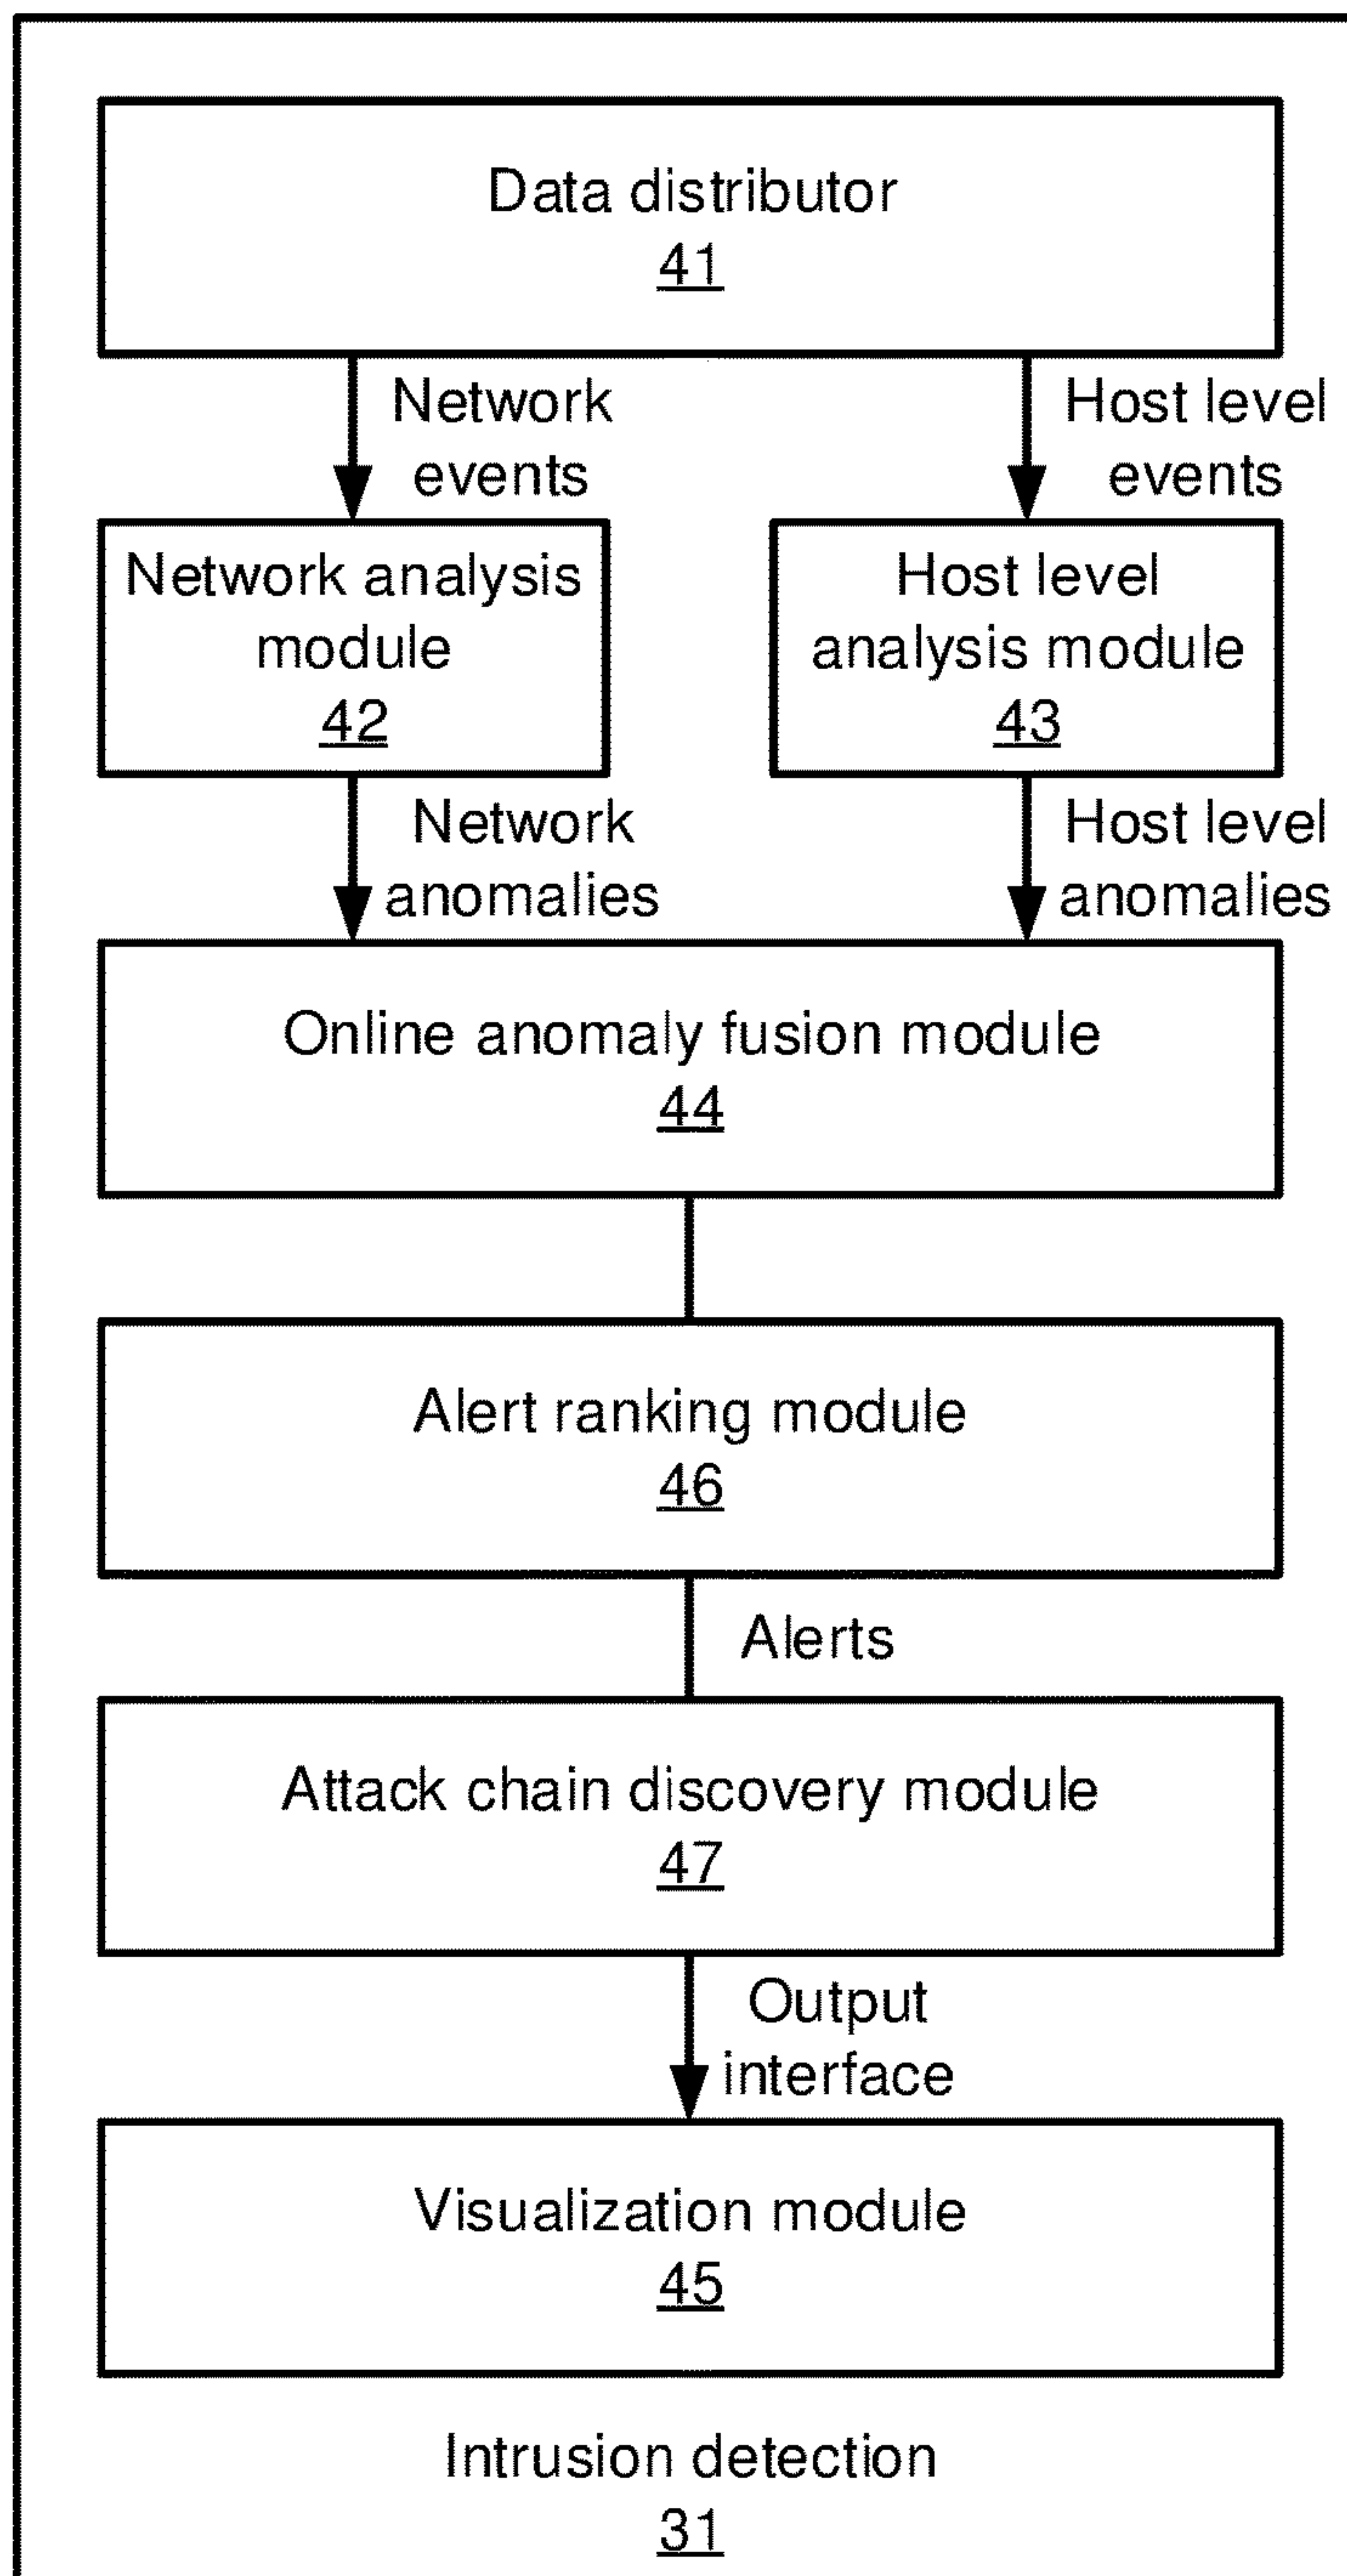 Data distributor
41
Network
events
Host level
events
Network analysis
module
42
Host level
analysis module
43
Network
anomalies
Host level
anomalies
Online anomaly fusion module
44
Alert ranking module
46
Alerts
Attack chain discovery module
47
Output
interface
Visualization module
45
Intrusion detection
31